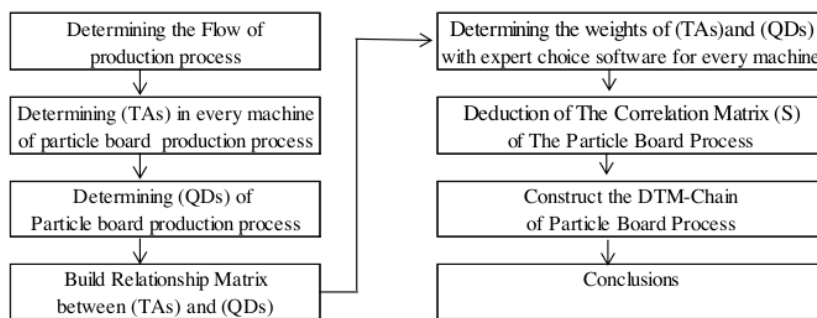 Determining the Flow of
production process
Determining (TAs) in every machine
of particle board production process
Determining (QDs) of
Particle board production process
Build Relationship Matrix
between (TAs) and (QDs)
Determining the weights of (TAs)and (QDs)
with expert choice software for every machine
Deduction of The Correlation Matrix (S)
of The Particle Board Process
Construct the DTM-Chain
of Particle Board Process
Conclusions